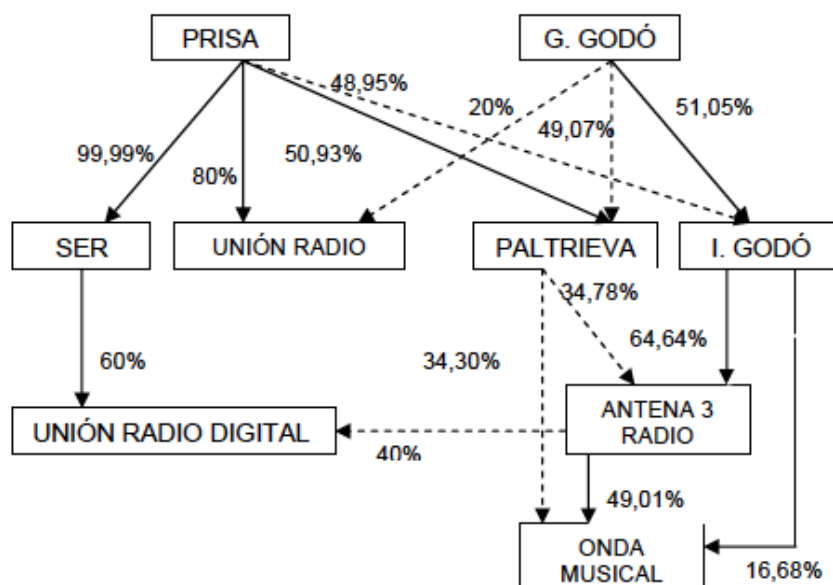 PRISA
G. GODÓ
48,95%
20%
51,05%
49,07%
99,99%
80%
50,93%
SER
UNIÓN RADIO
PALTRIEVA
I. GODÓ
34,78%
64,64%
60%
34,30%
ANTENA 3
RADIO
UNIÓN RADIO DIGITAL
40%
49,01%
ONDA
MUSICAL
16,68%